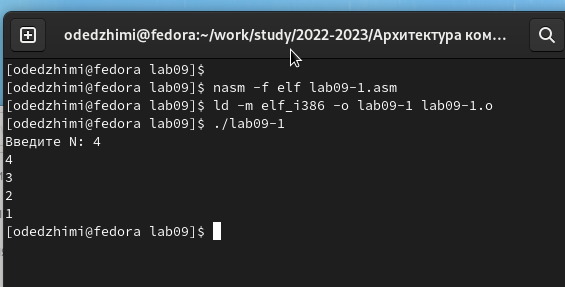 odedzhimi@fedora:~/work/study/2022-2023/Архитектура ком...
[odedzhimi@fedora lab09]$
[odedzhimi@fedora lab09]$ nasm -f elf lab09-1.asm
[odedzhimi@fedora lab09]$ ld -m elf_i386 -o lab09-1 lab09-1.o
[odedzhimi@fedora lab09]$ ./lab09-1
Введите N: 4
4
3
2
1
[odedzhimi@fedora lab09]$